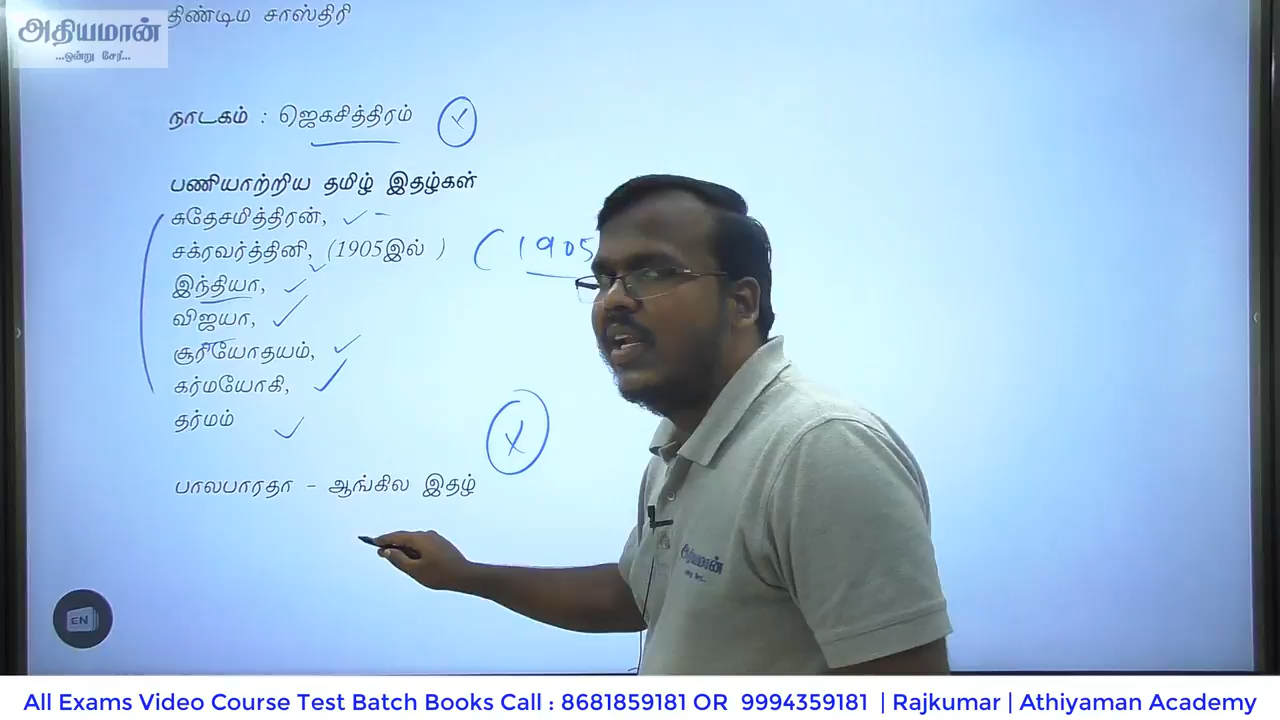 திண்டிம சாஸ்திரி
அதியமான்
...ஒன்று சேர்...
நாடகம் : ஜெகசித்திரம்
பணியாற்றிய தமிழ் இதழ்கள்
சுதேசமித்திரன்,
சக்ரவர்த்தினி, (1905இல் ) ( 1905
இந்தியா,
விஜயா,
சூரியோதயம்,
கர்மயோகி,
தர்மம்
பாலபாரதா - ஆங்கில இதழ்
அதியமான்
EN
All Exams Video Course Test Batch Books Call : 8681859181 OR 9994359181 | Rajkumar | Athiyaman Academy